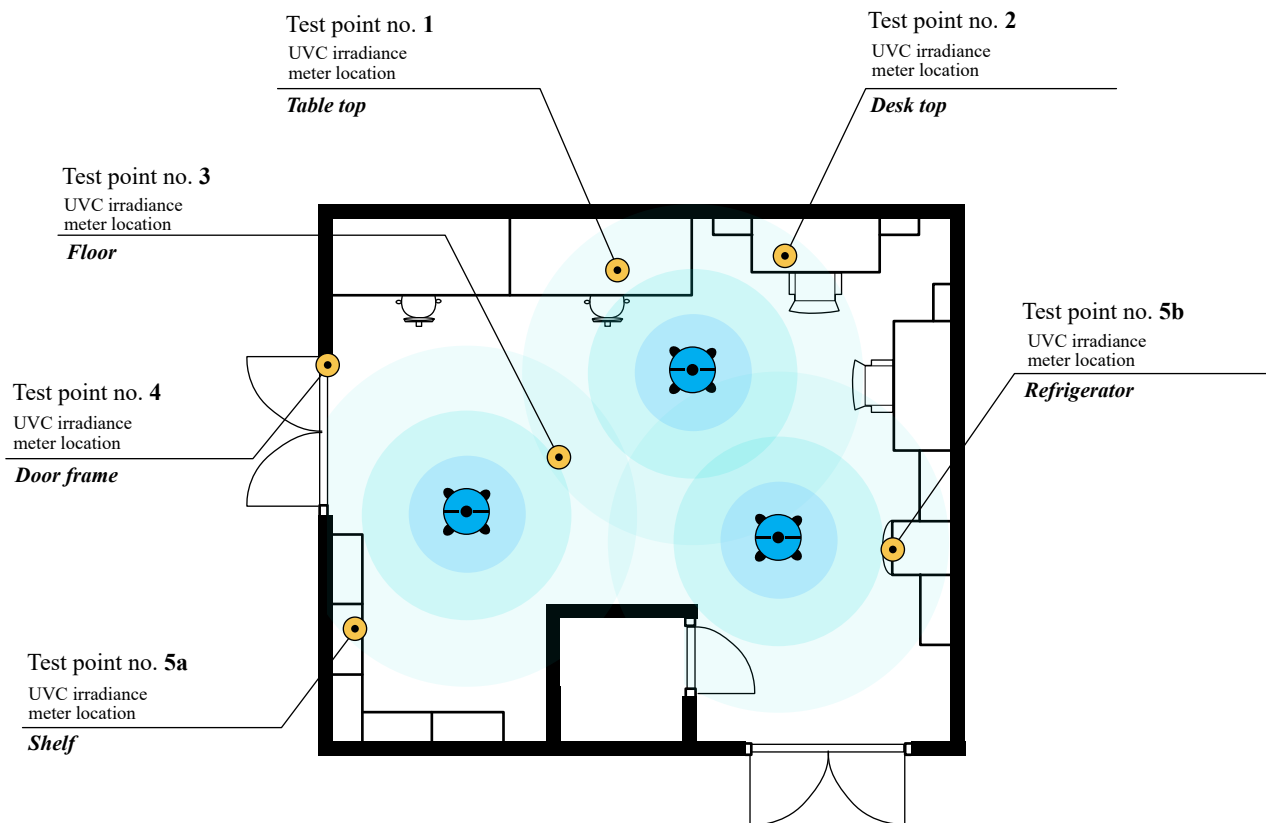 Test point no. 1
UVC irradiance
meter location
Table top
Test point no. 2
UVC irradiance
meter location
Desk top
Test point no. 3
UVC irradiance
meter location
Floor
Test point no. 5b
UVC irradiance
meter location
Refrigerator
Test point no. 4
UVC irradiance
meter location
Door frame
Test point no. 5a
UVC irradiance
meter location
Shelf